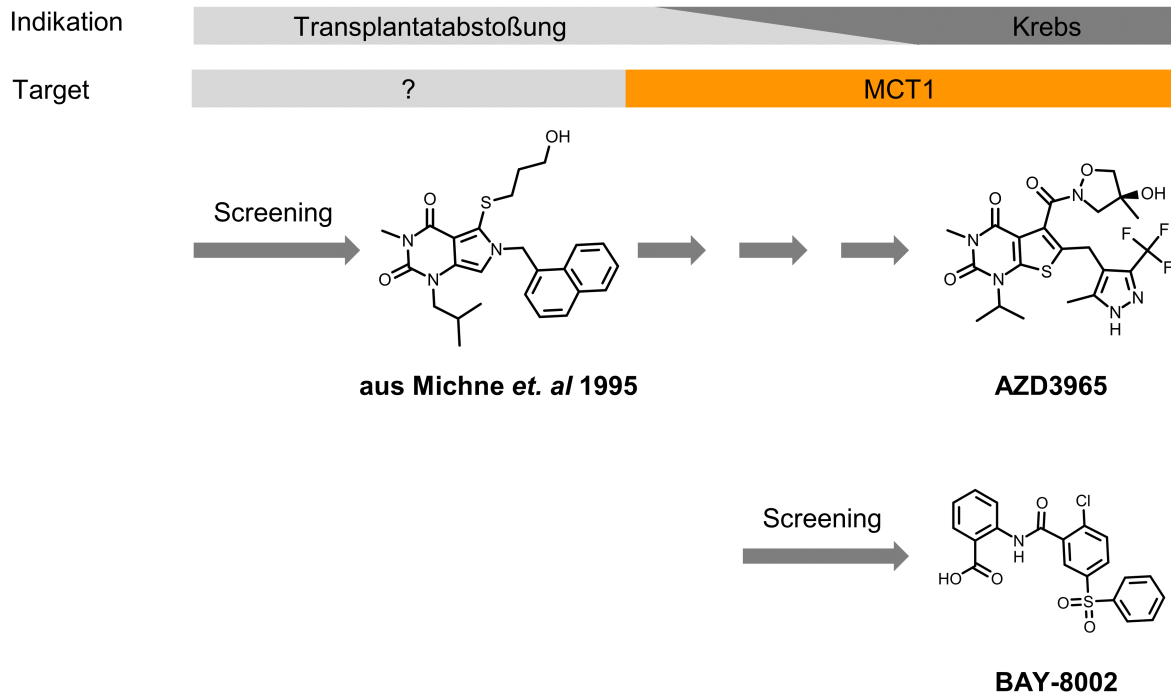 Indikation
Transplantatabstoßung
Krebs
Target
?
MCT1
Screening
OH
S
O
N
N
O
N
aus Michne et. al 1995
O
O
N
OH
O
N
O
N
S
F
F
F
N
N
H
AZD3965
Screening
O
Cl
N
H
HO
O
O
S
O
BAY-8002